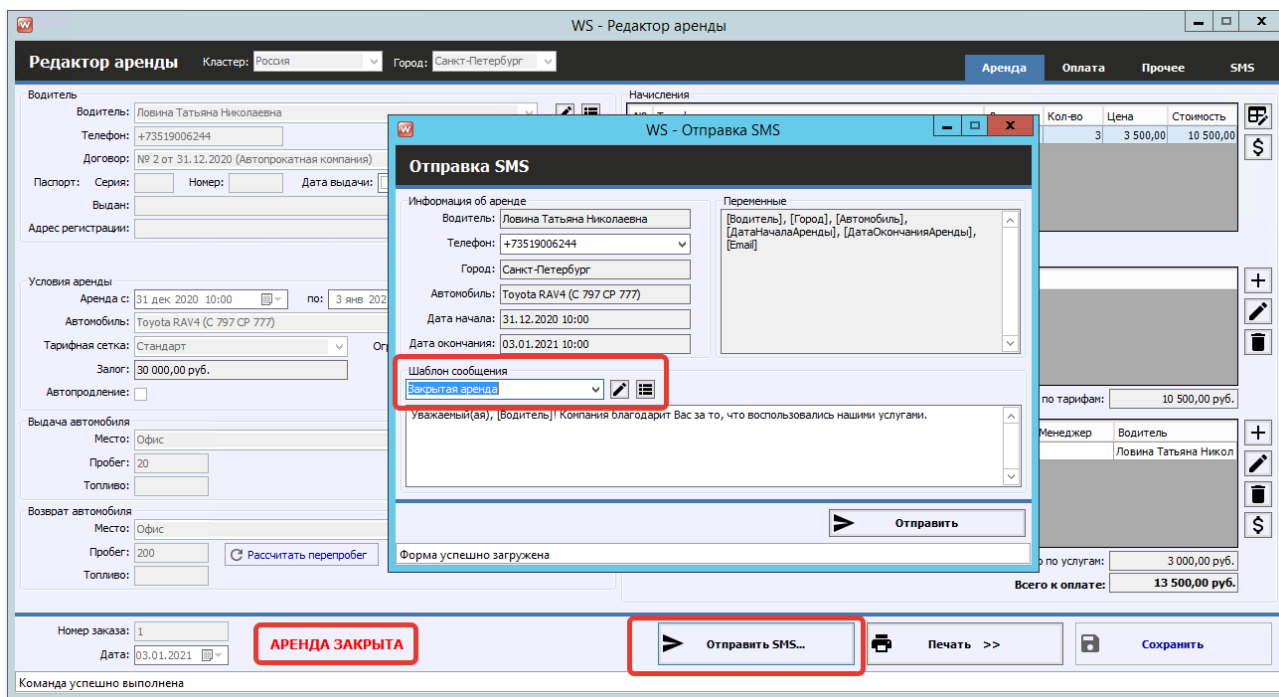 WS - Редактор аренды
Редактор аренды Кластер: Россия Город: Санкт-Петербург Аренда Оплата Прочее SMS
Водитель
Водитель: Ловина Татьяна Николаевна
Телефон: +73519006244
Договор: № 2 от 31.12.2020 (Автопрокатная компания)
Паспорт: Серия: Номер: Дата выдачи:
Выдан:
Адрес регистрации:
Условия аренды
Аренда с: 31 дек 2020 10:00 по: 3 янв 202
Автомобиль: Toyota RAV4 (С 797 СР 777)
Тарифная сетка: Стандарт
Залог: 30 000,00 руб.
Автопродление:
Выдача автомобиля
Место: Офис
Пробег: 20
Топливо:
Возврат автомобиля
Место: Офис
Пробег: 200 Рассчитать перепробег
Топливо:
Начисления
Кол-во Цена Стоимость
3 3 500,00 10 500,00
по тарифам: 10 500,00 руб.
Менеджер Водитель
Ловина Татьяна Никол
по услугам: 3 000,00 руб.
Всего к оплате: 13 500,00 руб.
WS - Отправка SMS
Отправка SMS
Информация об аренде
Водитель: Ловина Татьяна Николаевна
Телефон: +73519006244
Город: Санкт-Петербург
Автомобиль: Toyota RAV4 (С 797 СР 777)
Дата начала: 31.12.2020 10:00
Дата окончания: 03.01.2021 10:00
Переменные
[Водитель], [Город], [Автомобиль],
[ДатаНачалаАренды], [ДатаОкончанияАренды],
[Email]
Шаблон сообщения
Закрытая аренда
Уважаемый(ая), [Водитель]! Компания благодарит Вас за то, что воспользовались нашими услугами.
Отправить
Форма успешно загружена
Номер заказа: 1
Дата: 03.01.2021
АРЕНДА ЗАКРЫТА
Отправить SMS... Печать >> Сохранить
Команда успешно выполнена